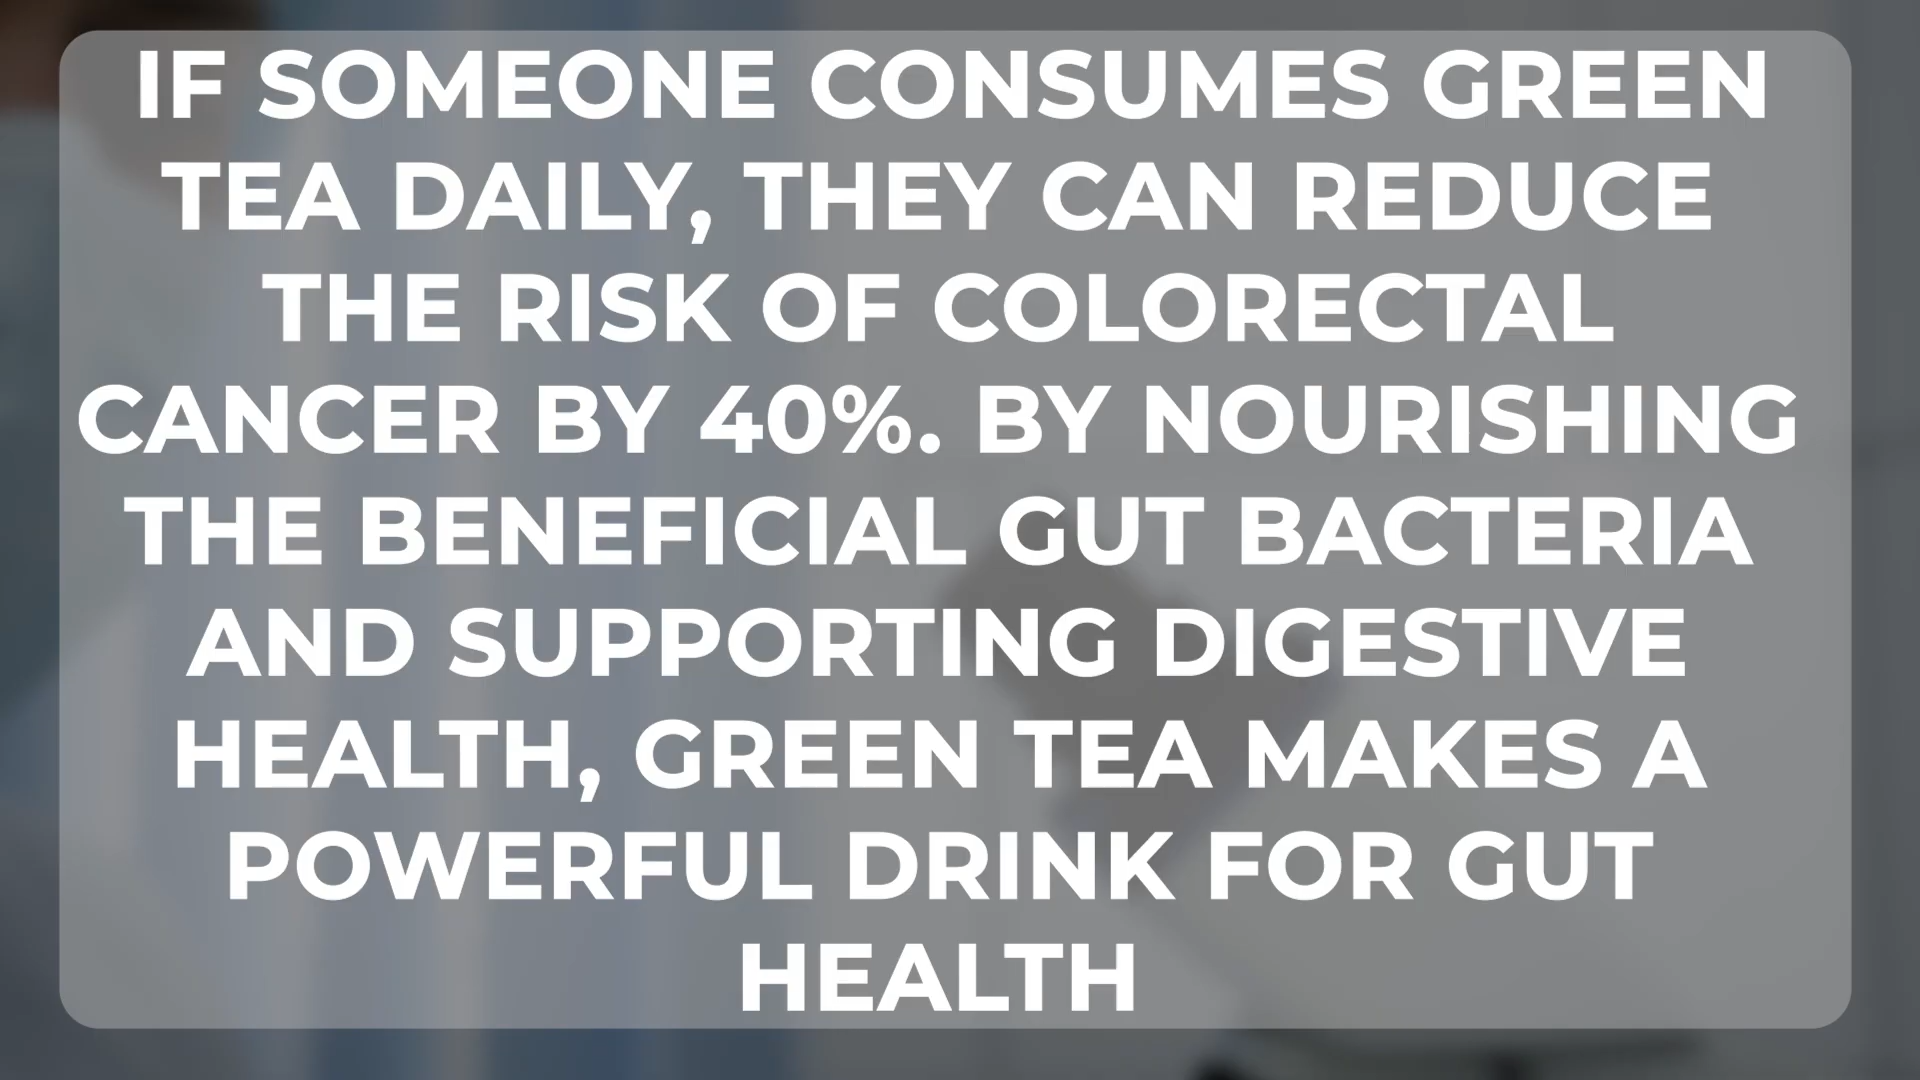 IF SOMEONE CONSUMES GREEN
TEA DAILY, THEY CAN REDUCE
THE RISK OF COLORECTAL
CANCER BY 40%. BY NOURISHING
THE BENEFICIAL GUT BACTERIA
AND SUPPORTING DIGESTIVE
HEALTH, GREEN TEA MAKES A
POWERFUL DRINK FOR GUT
HEALTH